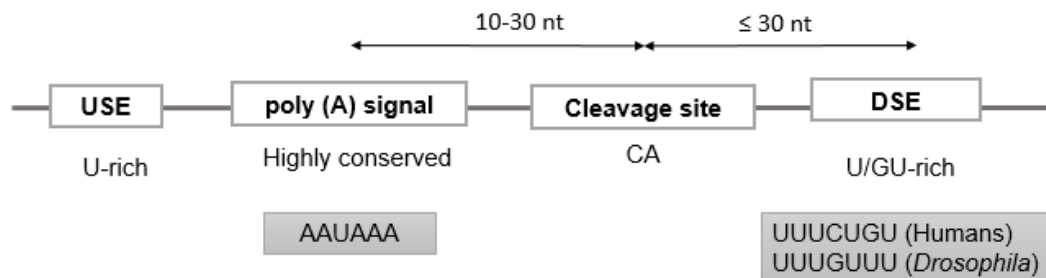 10-30 nt
≤ 30 nt
USE
poly (A) signal
Cleavage site
DSE
U-rich
Highly conserved
CA
U/GU-rich
AAUAAA
UUUCUGU (Humans)
UUUGUUU (Drosophila)